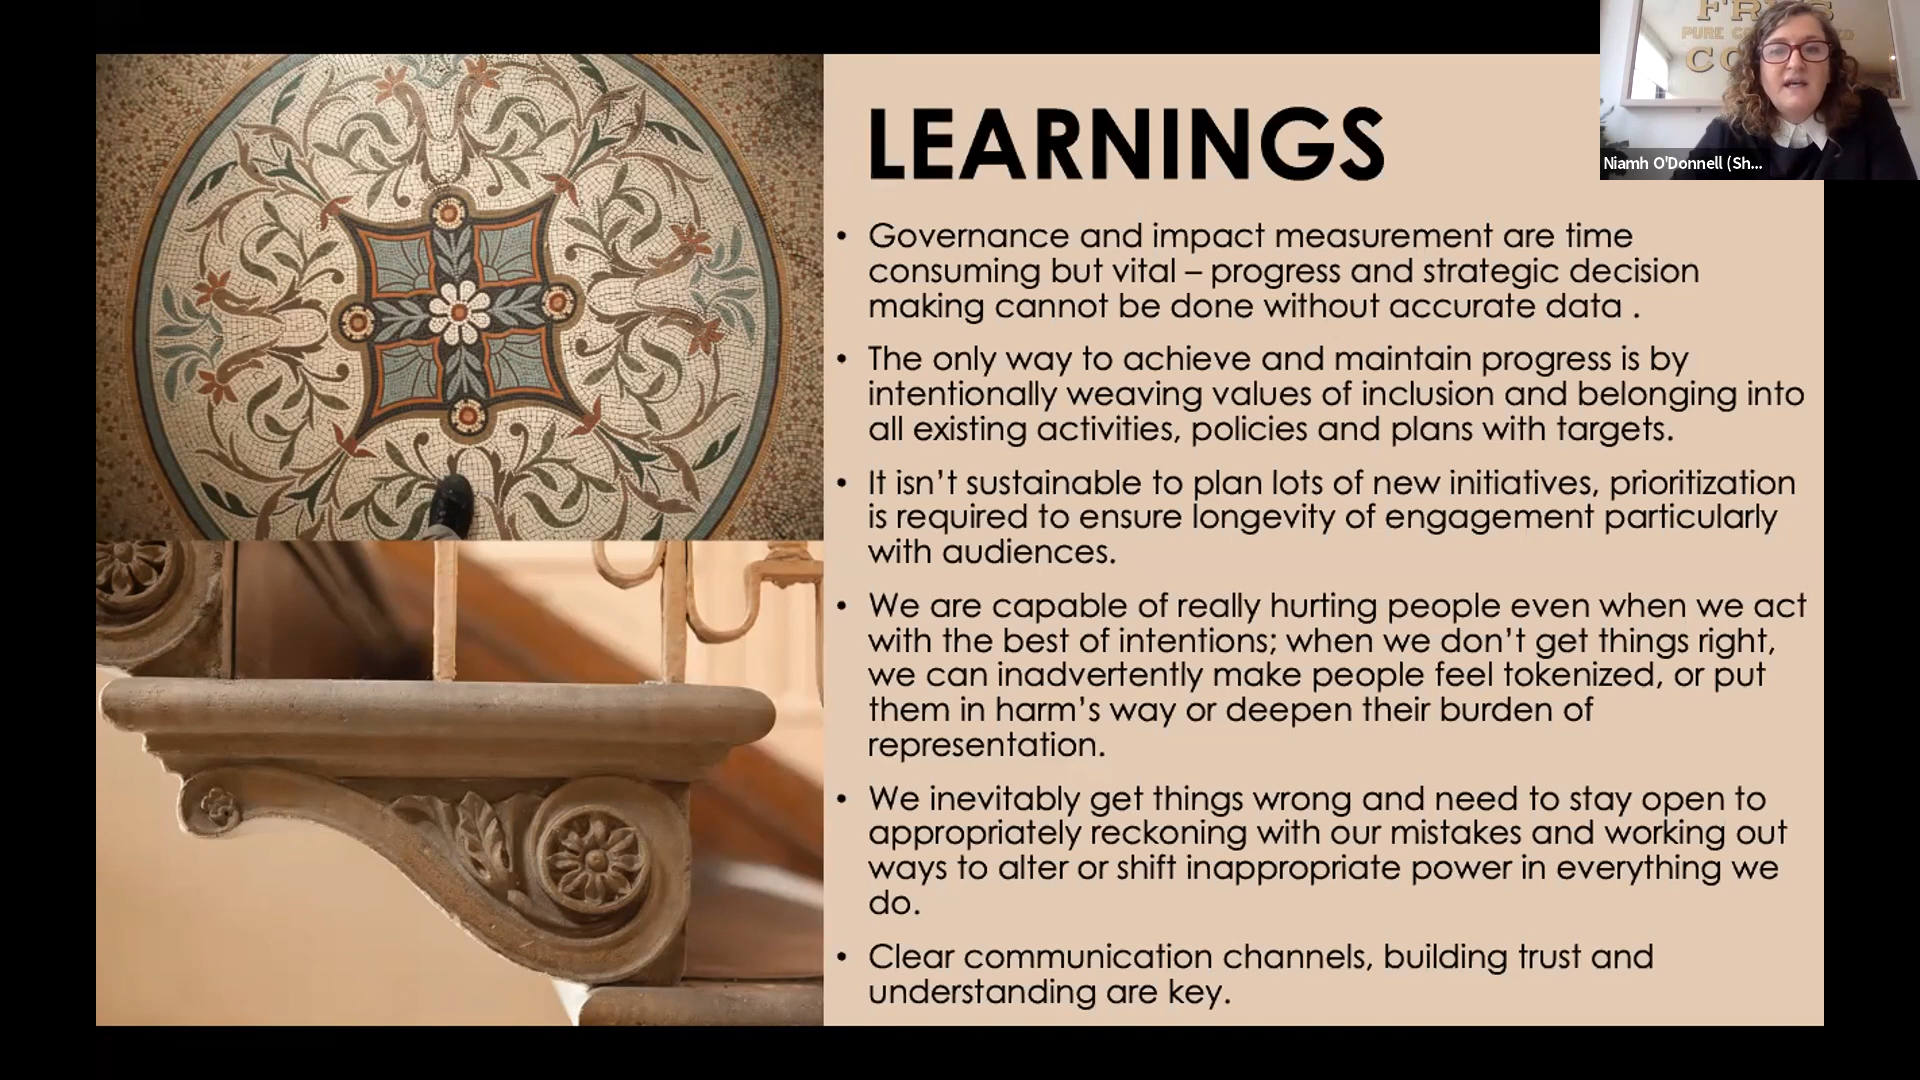 FRY'S
PURE CO
CO
Niamh O'Donnell (Sh...
LEARNINGS
• Governance and impact measurement are time
consuming but vital – progress and strategic decision
making cannot be done without accurate data .
• The only way to achieve and maintain progress is by
intentionally weaving values of inclusion and belonging into
all existing activities, policies and plans with targets.
• It isn't sustainable to plan lots of new initiatives, prioritization
is required to ensure longevity of engagement particularly
with audiences.
• We are capable of really hurting people even when we act
with the best of intentions; when we don't get things right,
we can inadvertently make people feel tokenized, or put
them in harm's way or deepen their burden of
representation.
• We inevitably get things wrong and need to stay open to
appropriately reckoning with our mistakes and working out
ways to alter or shift inappropriate power in everything we
do.
• Clear communication channels, building trust and
understanding are key.